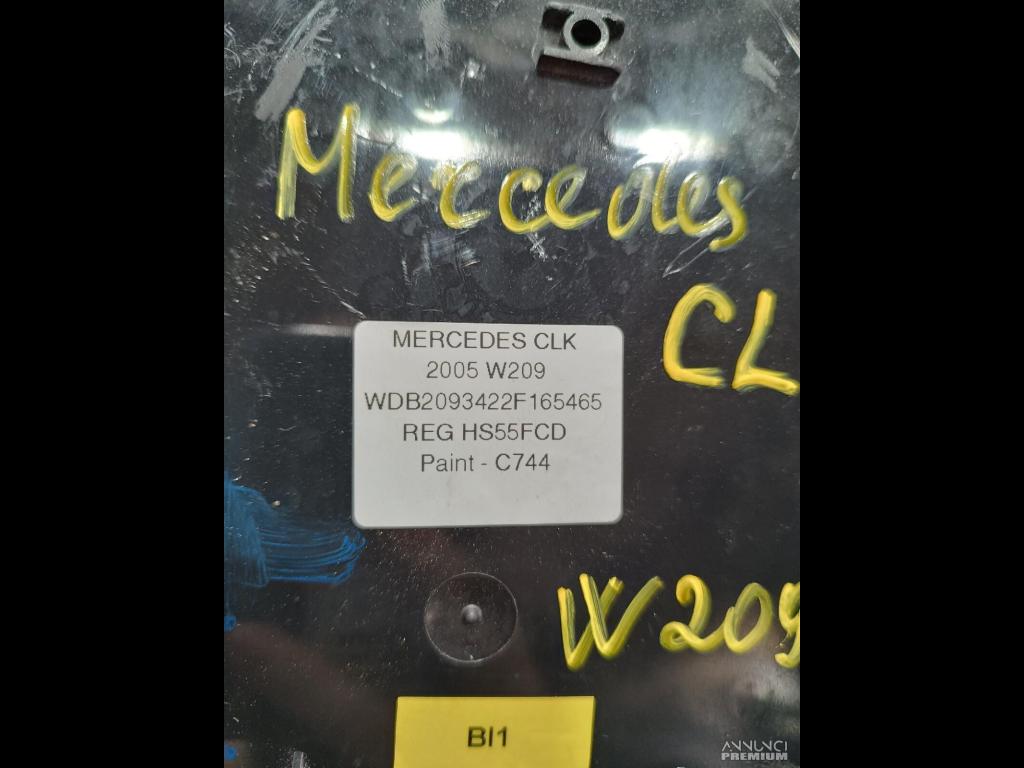 Mercedes
CL
MERCEDES CLK
2005 W209
WDB2093422F165465
REG HS55FCD
Paint - C744
W209
BI1
ANNUNCI
PREMIUM